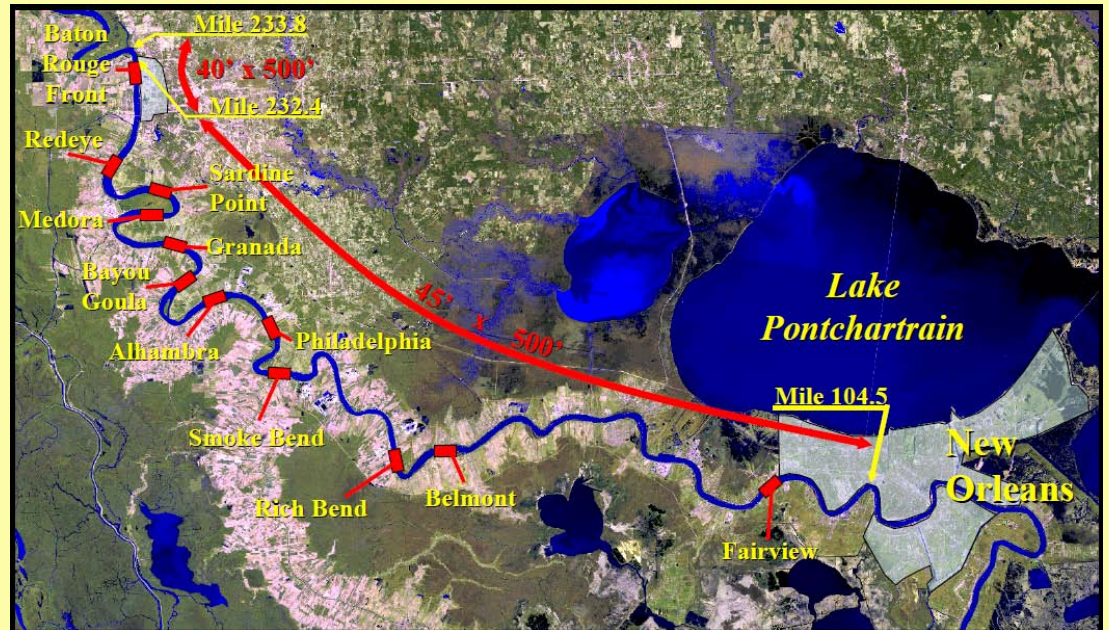 Mile 233.8
Baton
Rouge
Front
40' x 500'
Mile 232.4
Redeye
Sardine
Point
Medora
Granada
Bayou
Goula
Alhambra
Philadelphia
45'
x
500'
Lake
Pontchartrain
Mile 104.5
Smoke Bend
New
Orleans
Rich Bend
Belmont
Fairview